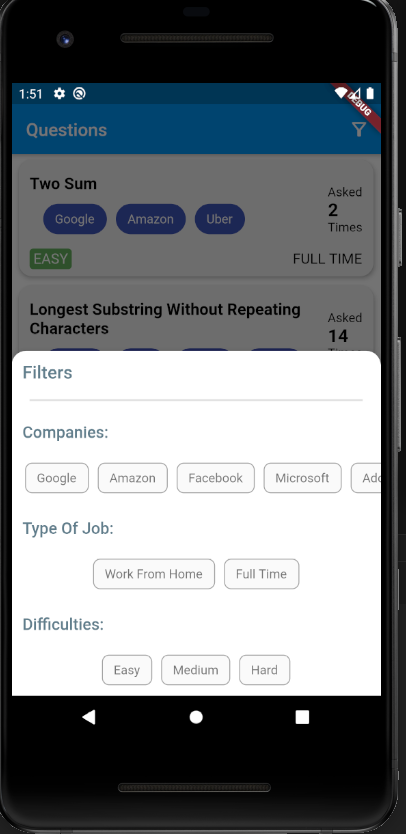 1:51
DEBUG
Questions
Two Sum
Google Amazon Uber
Asked
2
Times
EASY
FULL TIME
Longest Substring Without Repeating
Characters
Asked
14
Filters
Companies:
Google Amazon Facebook Microsoft
Type Of Job:
Work From Home Full Time
Difficulties:
Easy Medium Hard